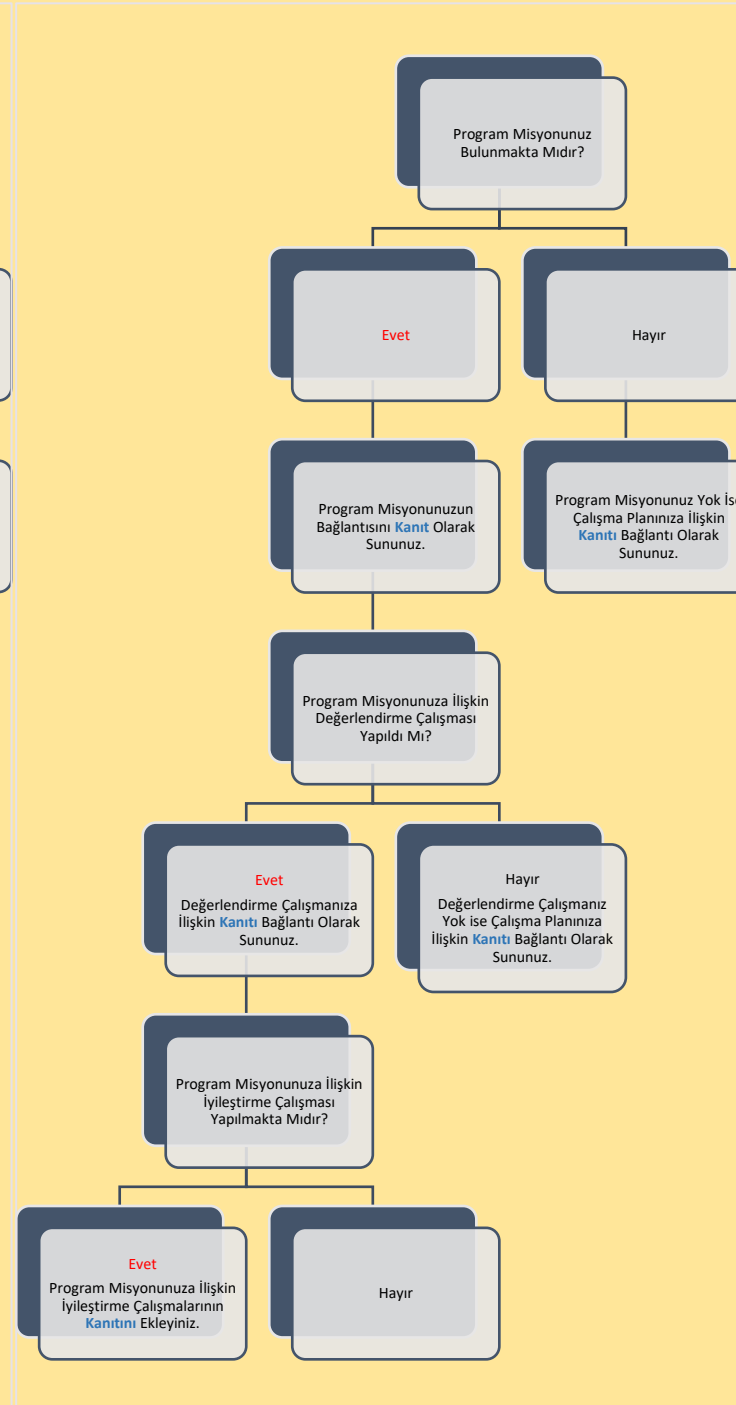 Program Misyonunuz
Bulunmakta Mıdır?
Evet
Hayır
Program Misyonunuzun
Bağlantısını Kanıt Olarak
Sununuz.
Program Misyonunuz Yok İse
Çalışma Planınıza İlişkin
Kanıtı Bağlantı Olarak
Sununuz.
Program Misyonunuza İlişkin
Değerlendirme Çalışması
Yapıldı Mı?
Evet
Değerlendirme Çalışmanıza
İlişkin Kanıtı Bağlantı Olarak
Sununuz.
Hayır
Değerlendirme Çalışmanız
Yok ise Çalışma Planınıza
İlişkin Kanıtı Bağlantı Olarak
Sununuz.
Program Misyonunuza İlişkin
İyileştirme Çalışması
Yapılmakta Mıdır?
Evet
Program Misyonunuza İlişkin
İyileştirme Çalışmalarının
Kanıtını Ekleyiniz.
Hayır